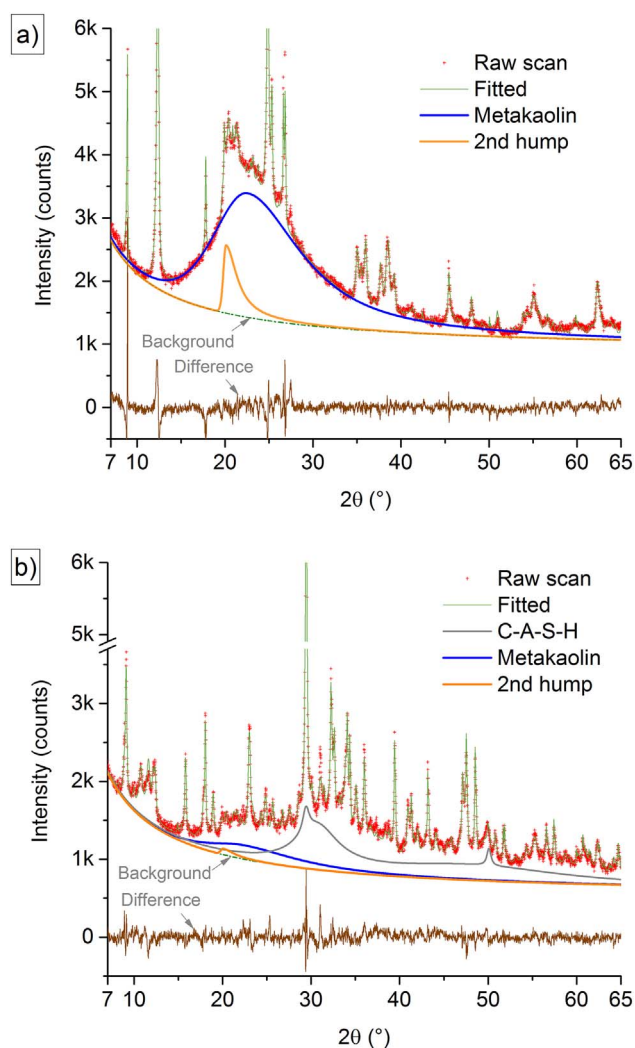 a)
6k
5k
4k
3k
2k
1k
0
Intensity (counts)
Raw scan
Fitted
Metakaolin
2nd hump
Background
Difference
7 20 30 40 50 60 65
2θ (°)
b)
6k
5k
3k
2k
1k
0
Intensity (counts)
Raw scan
Fitted
C-A-S-H
Metakaolin
2nd hump
Background
Difference
7 10 20 30 40 50 60 65
2θ (°)